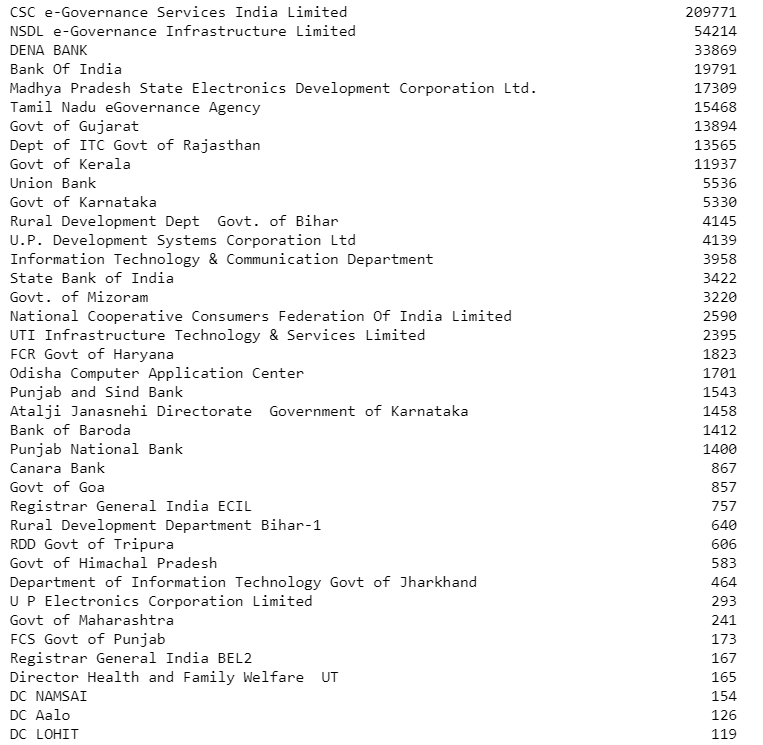 CSC e-Governance Services India Limited 209771
NSDL e-Governance Infrastructure Limited 54214
DENA BANK 33869
Bank Of India 19791
Madhya Pradesh State Electronics Development Corporation Ltd. 17309
Tamil Nadu eGovernance Agency 15468
Govt of Gujarat 13894
Dept of ITC Govt of Rajasthan 13565
Govt of Kerala 11937
Union Bank 5536
Govt of Karnataka 5330
Rural Development Dept  Govt. of Bihar 4145
U.P. Development Systems Corporation Ltd 4139
Information Technology & Communication Department 3958
State Bank of India 3422
Govt. of Mizoram 3220
National Cooperative Consumers Federation Of India Limited 2590
UTI Infrastructure Technology & Services Limited 2395
FCR Govt of Haryana 1823
Odisha Computer Application Center 1701
Punjab and Sind Bank 1543
Atalji Janasnehi Directorate  Government of Karnataka 1458
Bank of Baroda 1412
Punjab National Bank 1400
Canara Bank 867
Govt of Goa 857
Registrar General India ECIL 757
Rural Development Department Bihar-1 640
RDD Govt of Tripura 606
Govt of Himachal Pradesh 583
Department of Information Technology Govt of Jharkhand 464
U P Electronics Corporation Limited 293
Govt of Maharashtra 241
FCS Govt of Punjab 173
Registrar General India BEL2 167
Director Health and Family Welfare  UT 165
DC NAMSAI 154
DC Aalo 126
DC LOHIT 119